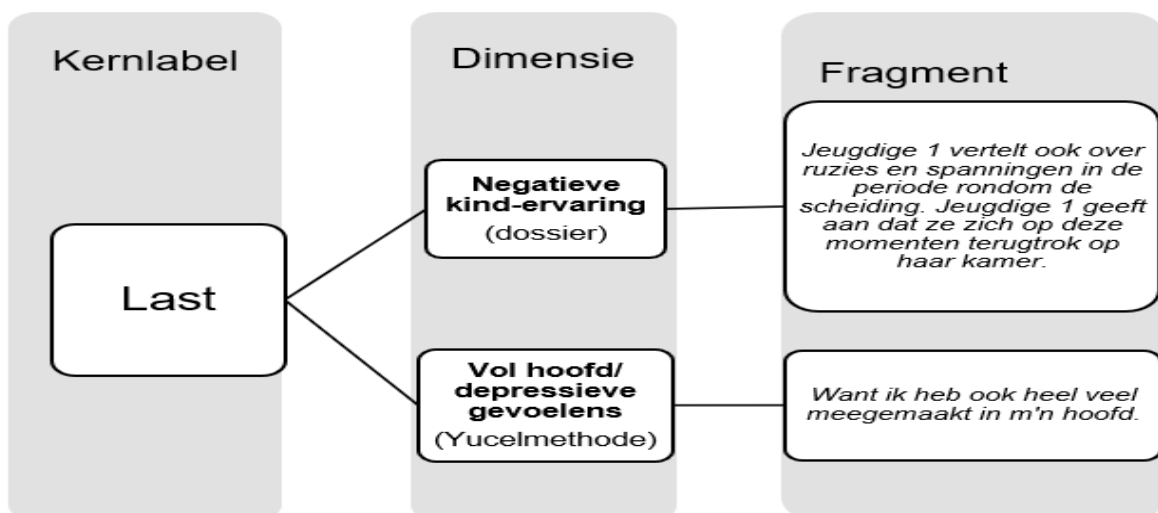 Kernlabel
Dimensie
Fragment
Last
Negatieve
kind-ervaring
(dossier)
Jeugdige 1 vertelt ook over
ruzies en spanningen in de
periode rondom de
scheiding. Jeugdige 1 geeft
aan dat ze zich op deze
momenten terugtrok op
haar kamer.
Vol hoofd/
depressieve
gevoelens
(Yucelmethode)
Want ik heb ook heel veel
meegemaakt in m'n hoofd.